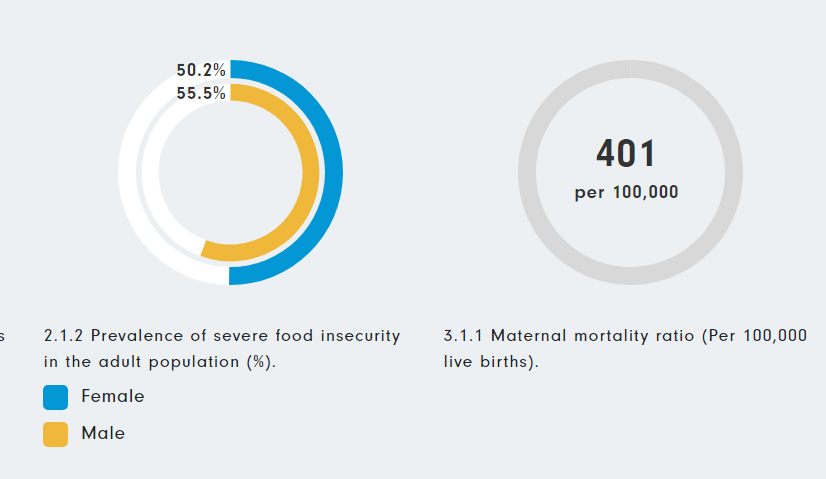 50.2%
55.5%
401
per 100,000
s
2.1.2 Prevalence of severe food insecurity
in the adult population (%).
Female
Male
3.1.1 Maternal mortality ratio (Per 100,000
live births).